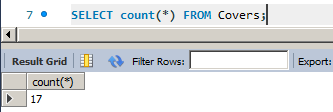 7 SELECT count(*) FROM Covers;
Result Grid Filter Rows: Export:
count(*)
17